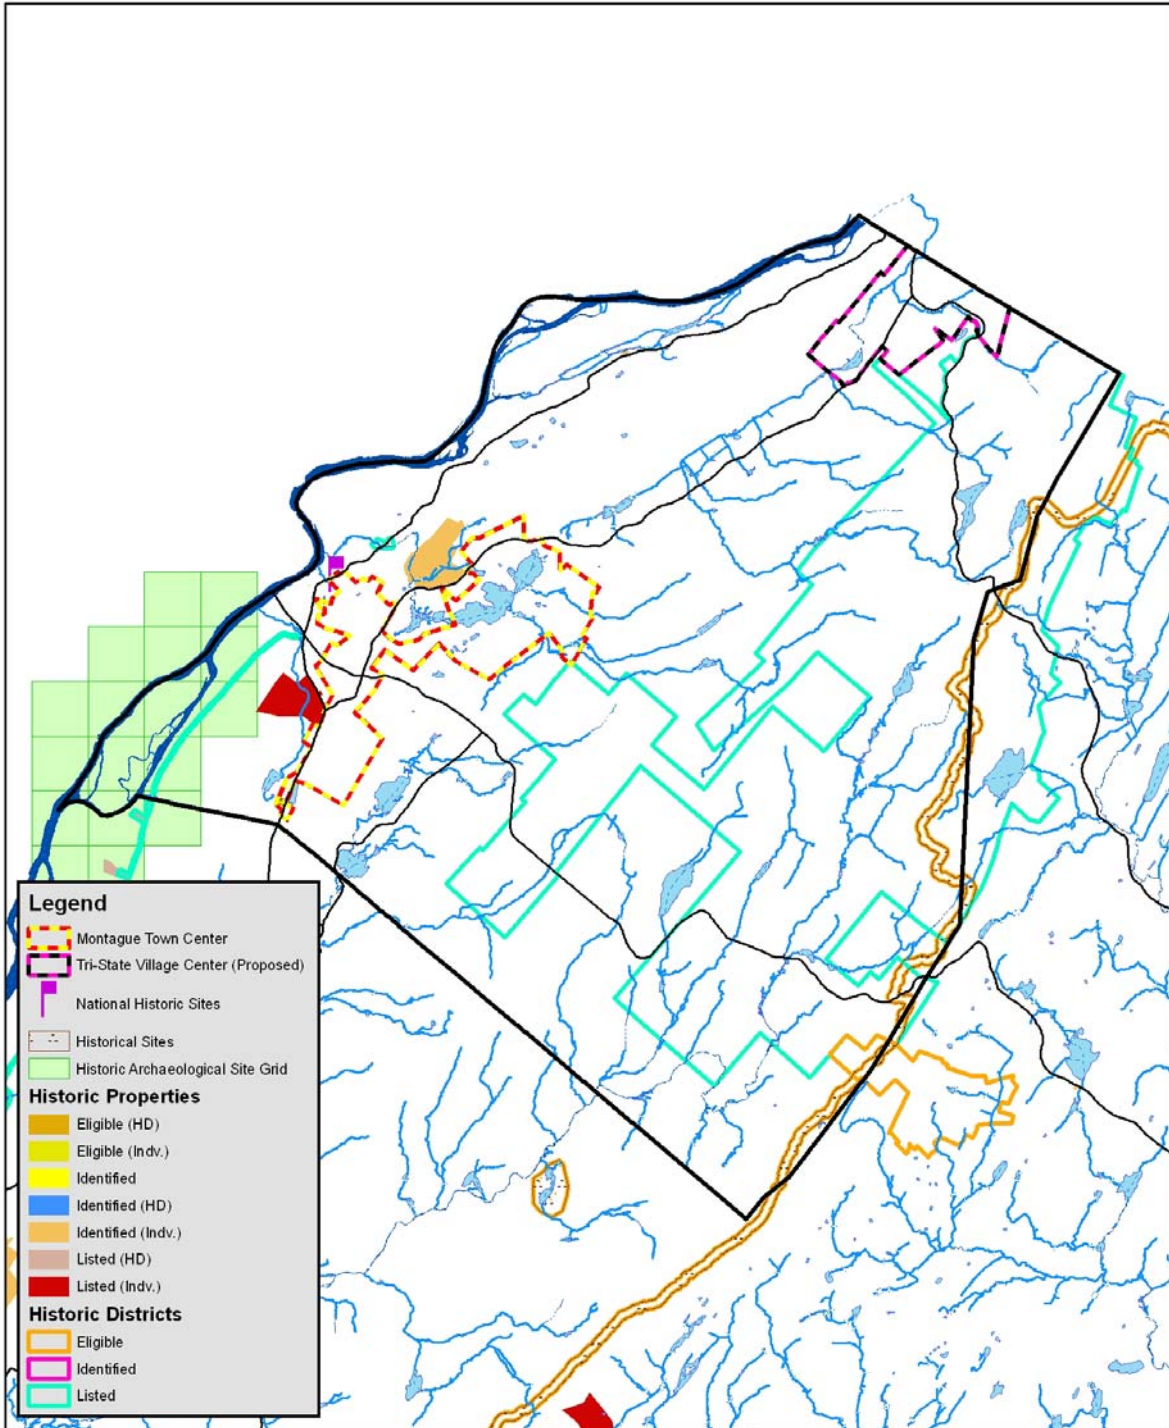 Legend
Montague Town Center
Tri-State Village Center (Proposed)
National Historic Sites
Historical Sites
Historic Archaeological Site Grid
Historic Properties
Eligible (HD)
Eligible (Indv.)
Identified
Identified (HD)
Identified (Indv.)
Listed (HD)
Listed (Indv.)
Historic Districts
Eligible
Identified
Listed